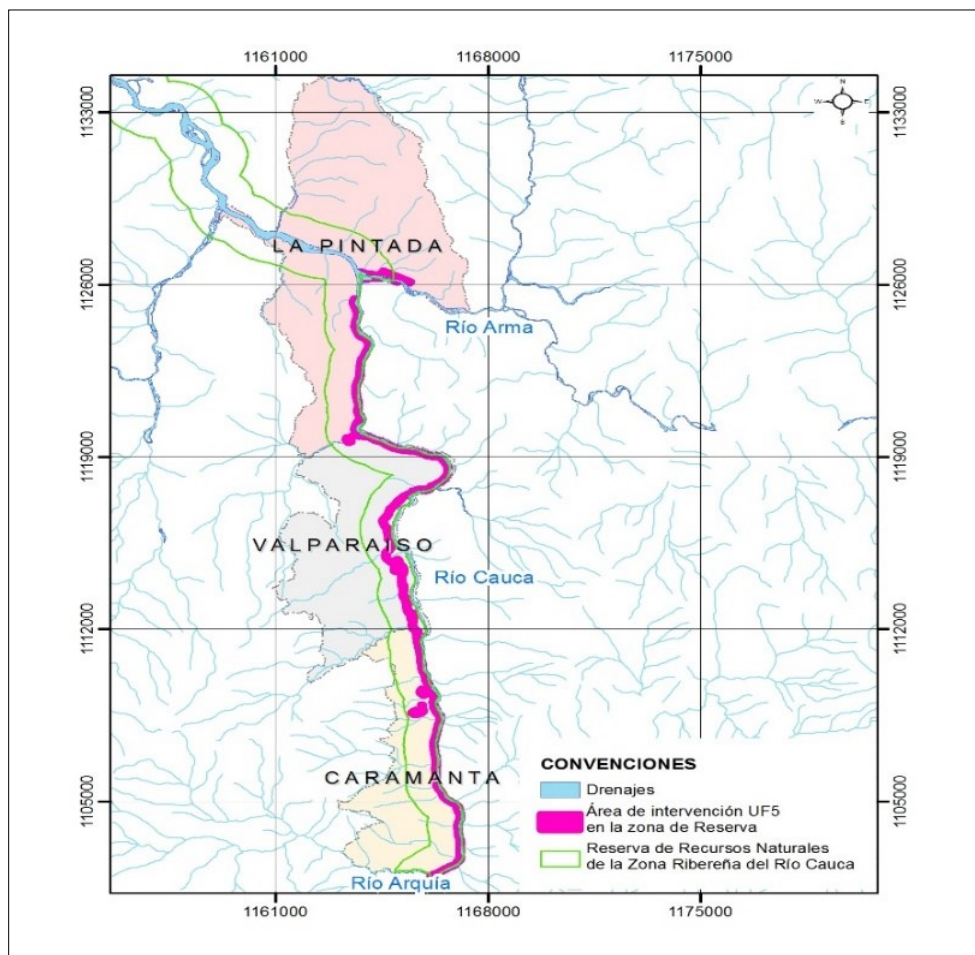 1161000
1168000
1175000
N
W
E
S
1133000
1133000
LA PINTADA
1126000
1126000
Río Arma
1119000
1119000
VALPARAISO
Río Cauca
1112000
1112000
CONVENCIONES
Drenajes
Área de intervención UF5
en la zona de Reserva
Reserva de Recursos Naturales
de la Zona Ribereña del Río Cauca
CARAMANTA
1105000
1105000
Río Arquía
1161000
1168000
1175000